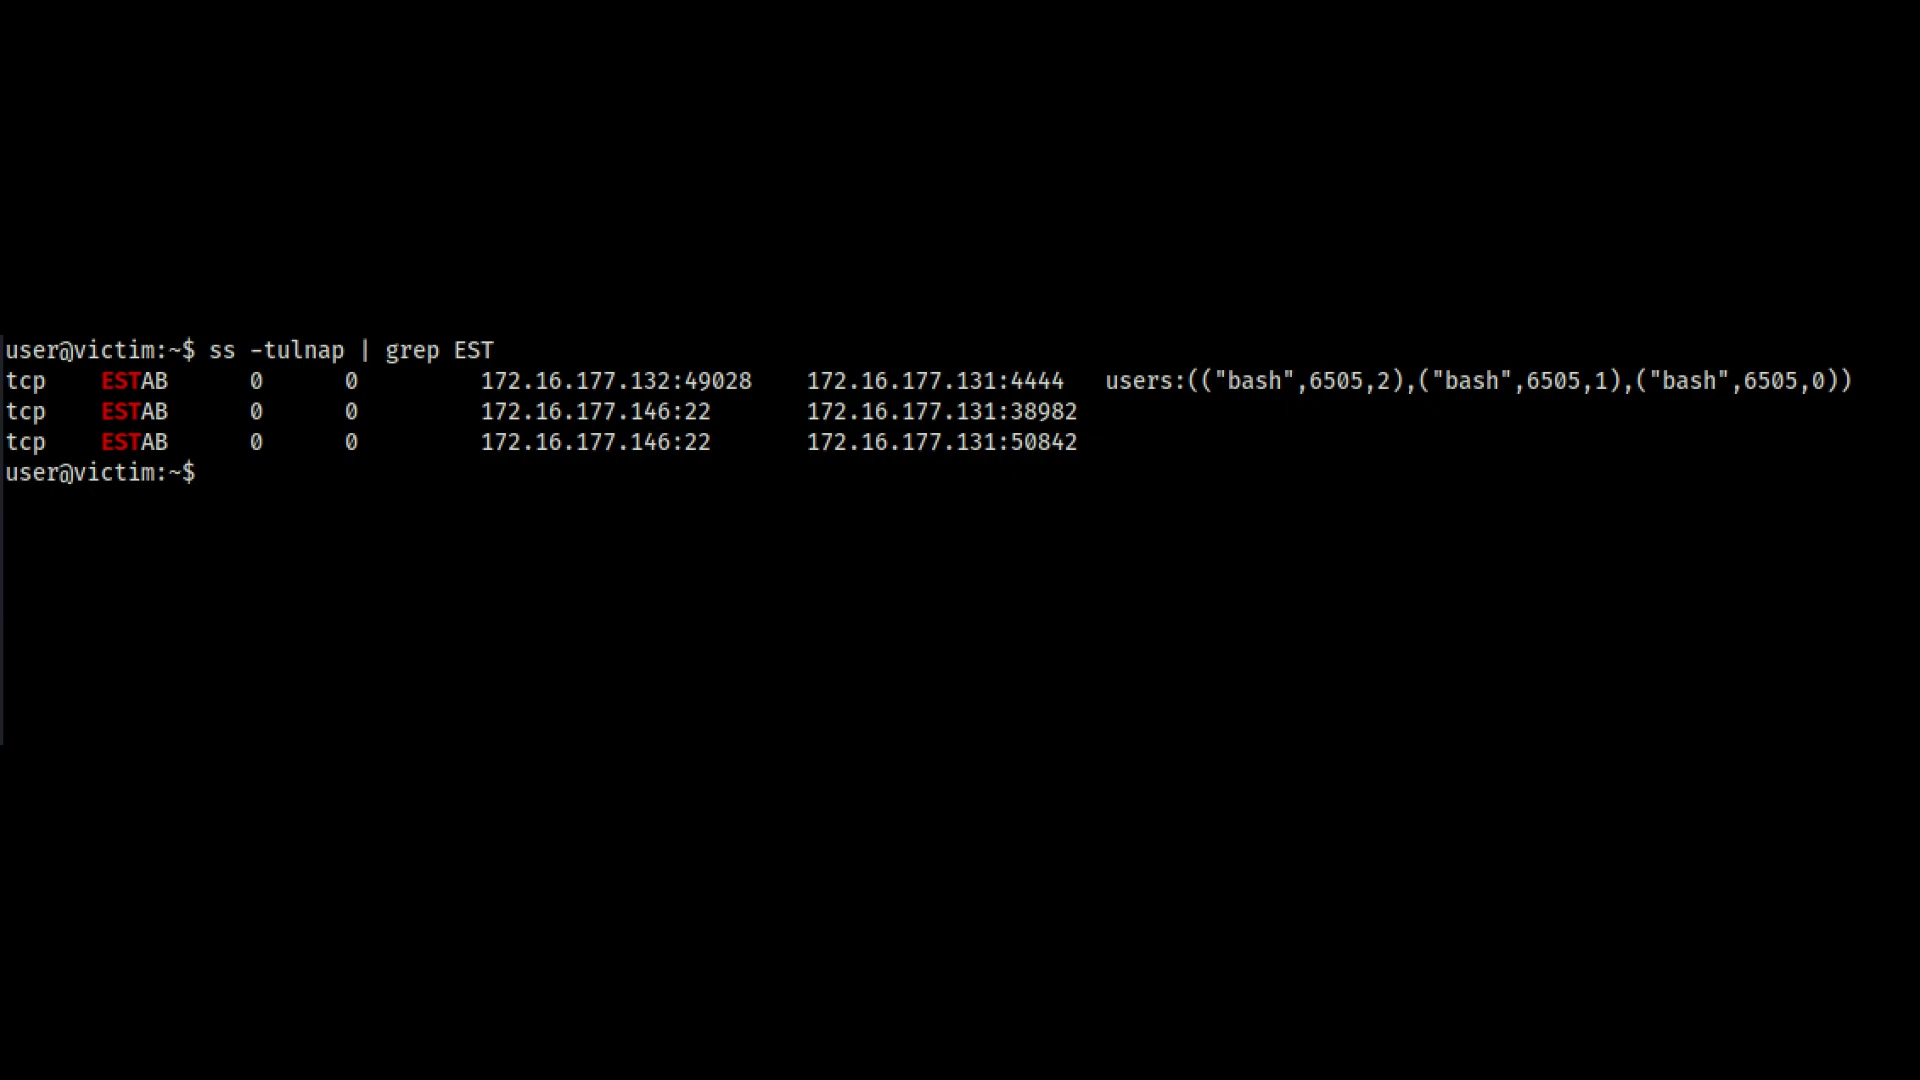 user@victim:~$ ss -tulnap | grep EST
tcp    ESTAB      0      0         172.16.177.132:49028    172.16.177.131:4444   users:(("bash",6505,2),("bash",6505,1),("bash",6505,0))
tcp    ESTAB      0      0         172.16.177.146:22       172.16.177.131:38982
tcp    ESTAB      0      0         172.16.177.146:22       172.16.177.131:50842
user@victim:~$